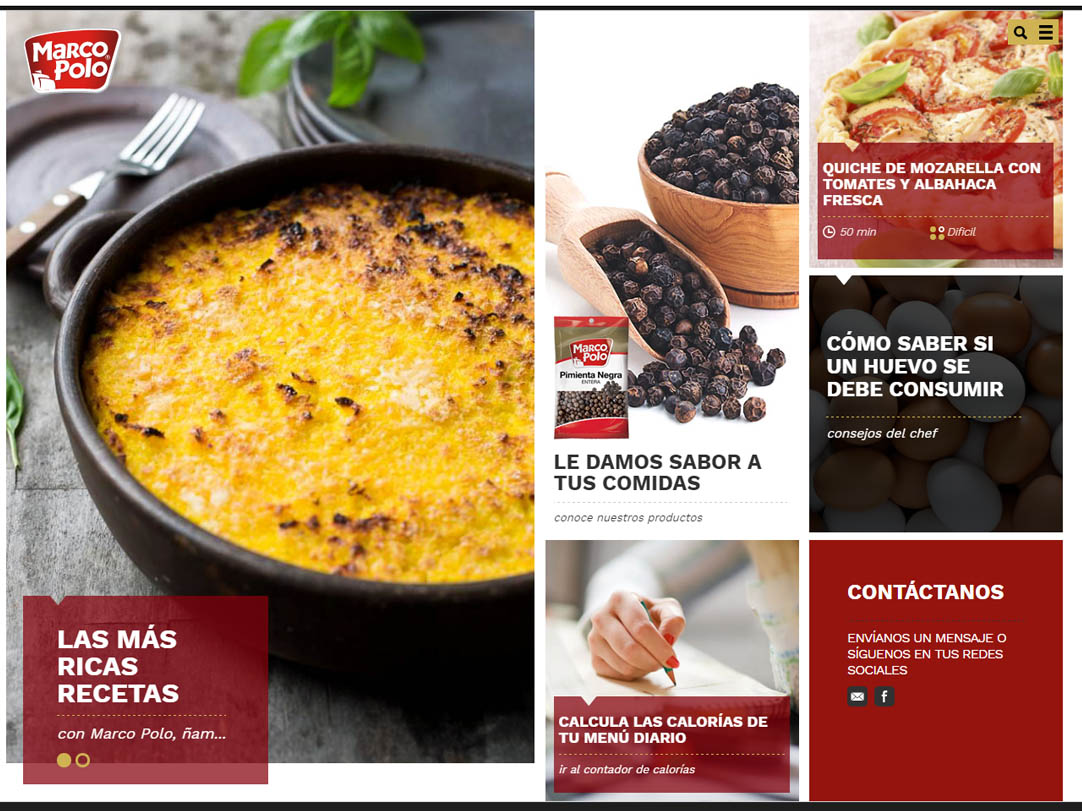 Marco
Polo
LAS MÁS
RICAS
RECETAS
con Marco Polo, ñam...
Marco
Polo
Pimienta Negra
ENTERA
LE DAMOS SABOR A
TUS COMIDAS
conoce nuestros productos
CALCULA LAS CALORÍAS DE
TU MENÚ DIARIO
ir al contador de calorías
QUICHE DE MOZARELLA CON
TOMATES Y ALBAHACA
FRESCA
50 min
Dificil
CÓMO SABER SI
UN HUEVO SE
DEBE CONSUMIR
consejos del chef
CONTÁCTANOS
ENVÍANOS UN MENSAJE O
SÍGUENOS EN TUS REDES
SOCIALES